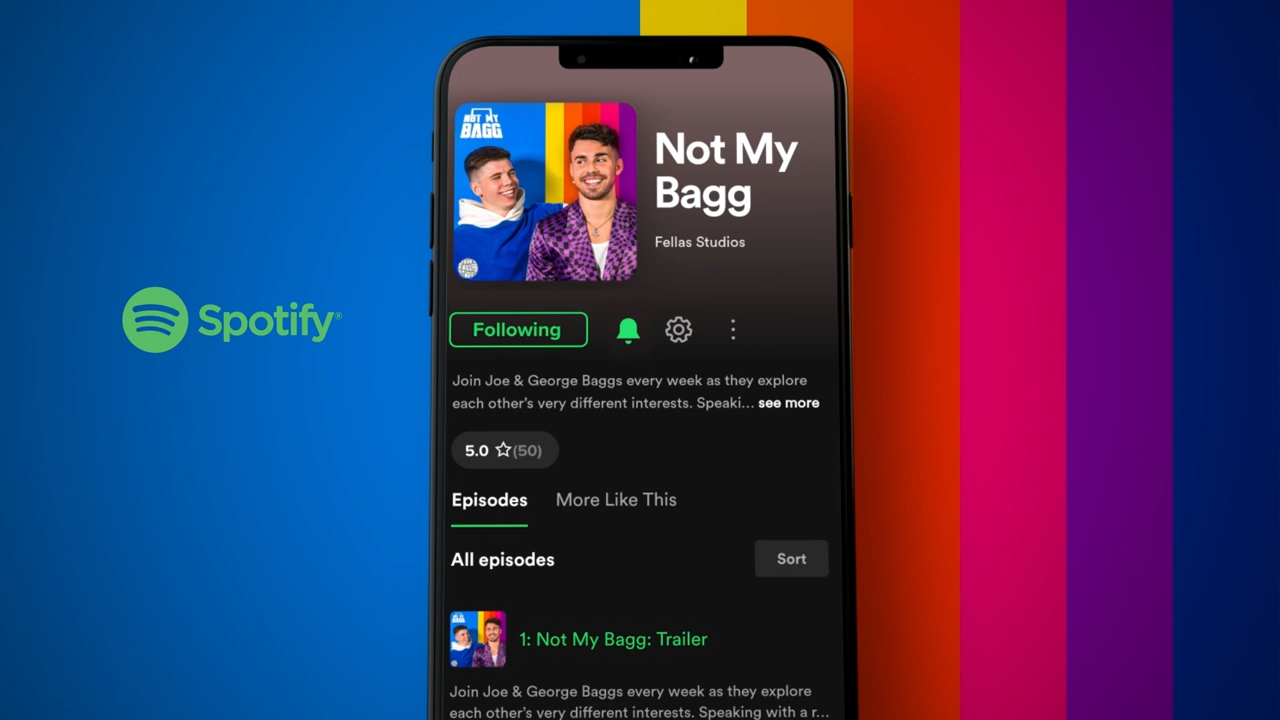 Spotify®
NOT MY
BAGG
Not My
Bagg
Fellas Studios
Following
Join Joe & George Baggs every week as they explore
each other's very different interests. Speaki... see more
5.0 (50)
Episodes More Like This
All episodes
Sort
BAGG
1: Not My Bagg: Trailer
Join Joe & George Baggs every week as they explore
each other's very different interests. Speaking with a r...